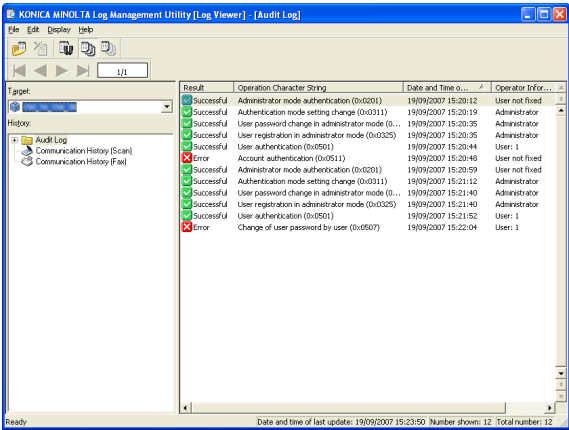 KONICA MINOLTA Log Management Utility [Log Viewer] - [Audit Log]
File Edit Display Help
1/1
Target:
History:
Audit Log
Communication History (Scan)
Communication History (Fax)
Result Operation Character String Date and Time o... Operator Infor...
Successful Administrator mode authentication (0x0201) 19/09/2007 15:20:12 User not fixed
Successful Authentication mode setting change (0x0311) 19/09/2007 15:20:19 Administrator
Successful User password change in administrator mode (0... 19/09/2007 15:20:35 Administrator
Successful User registration in administrator mode (0x0325) 19/09/2007 15:20:35 Administrator
Successful User authentication (0x0501) 19/09/2007 15:20:44 User: 1
Error Account authentication (0x0511) 19/09/2007 15:20:48 User not fixed
Successful Administrator mode authentication (0x0201) 19/09/2007 15:20:59 User not fixed
Successful Authentication mode setting change (0x0311) 19/09/2007 15:21:12 Administrator
Successful User password change in administrator mode (0... 19/09/2007 15:21:40 Administrator
Successful User registration in administrator mode (0x0325) 19/09/2007 15:21:40 Administrator
Successful User authentication (0x0501) 19/09/2007 15:21:52 User: 1
Error Change of user password by user (0x0507) 19/09/2007 15:22:04 User: 1
Ready Date and time of last update: 19/09/2007 15:23:50 Number shown: 12 Total number: 12